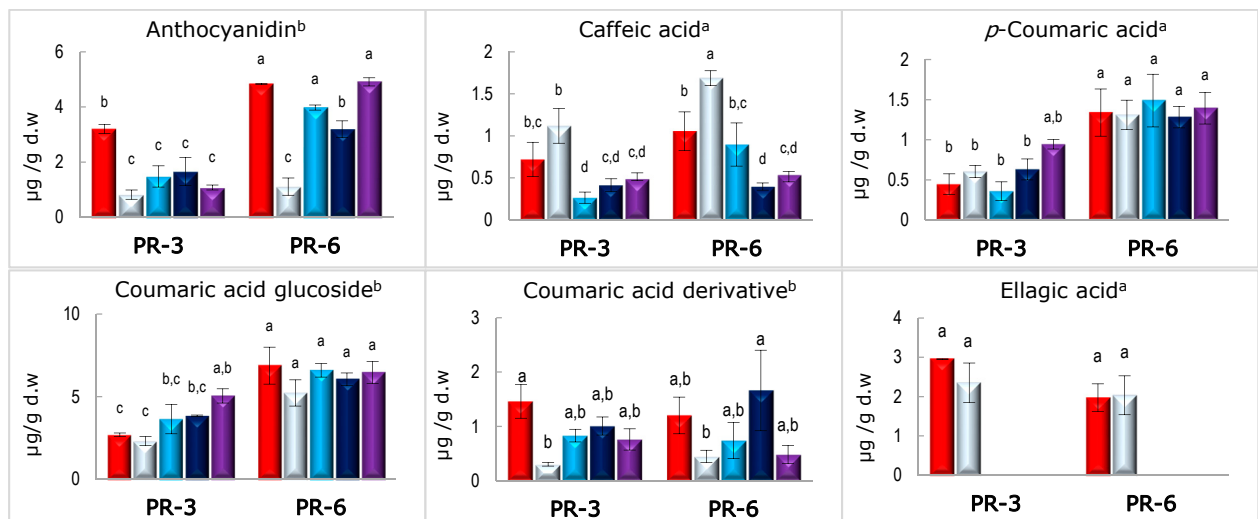 Anthocyanidinᵇ
6
4
2
0
µg /g d.w
b c c c c a c a b a
PR-3 PR-6
Caffeic acidᵃ
2
1.5
1
0.5
0
µg /g d.w
b,c b c,d c,d c,d b a b,c d c,d
PR-3 PR-6
p-Coumaric acidᵃ
2
1.5
1
0.5
0
µg /g d.w
b b b b a,b a a a a a
PR-3 PR-6
Coumaric acid glucosideᵇ
10
5
0
µg/g d.w
c c b,c b,c a,b a a a a a
PR-3 PR-6
Coumaric acid derivativeᵇ
3
2
1
0
µg /g d.w
a b a,b a,b a,b a,b b a,b a a,b
PR-3 PR-6
Ellagic acidᵃ
4
3
2
1
0
µg /g d.w
a a a a
PR-3 PR-6